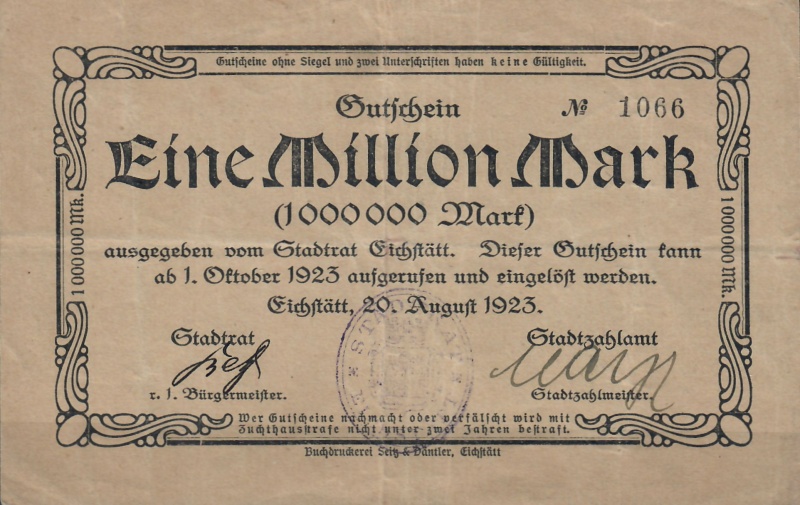 Gutscheine ohne Siegel und zwei Unterschriften haben keine Gültigkeit.
Gutschein № 1066
Eine Million Mark
(1000000 Mark)
ausgegeben vom Stadtrat Eichstätt. Dieser Gutschein kann
ab 1. Oktober 1923 aufgerufen und eingelöst werden.
Eichstätt, 20. August 1923.
Stadtrat Stadtzahlamt
r. 1. Bürgermeister. Stadtzahlmeister.
Wer Gutscheine nachmacht oder verfälscht wird mit
Zuchthausstrafe nicht unter zwei Jahren bestraft.
Buchdruckerei Seitz & Däntler, Eichstätt
1000000 Mk.
1000000 Mk.